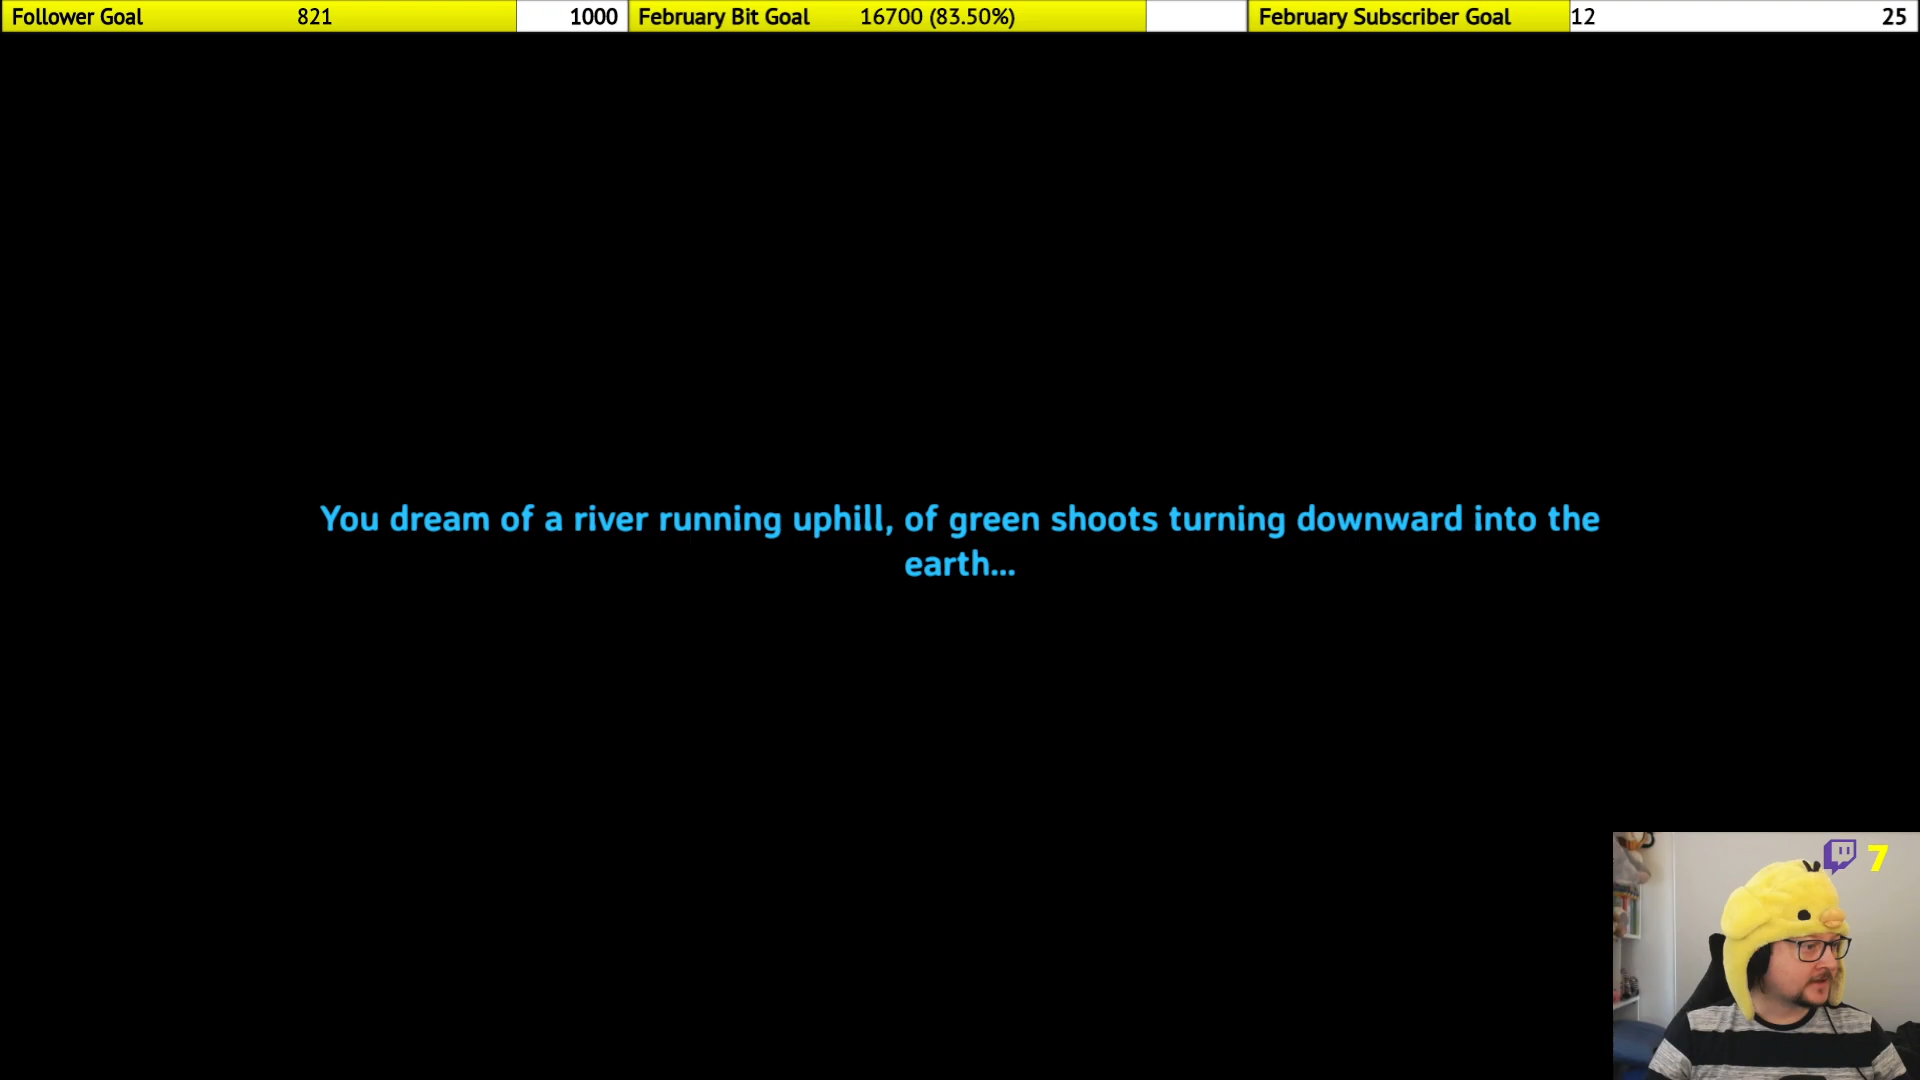 Follower Goal 821 1000 February Bit Goal 16700 (83.50%) February Subscriber Goal 12 25
You dream of a river running uphill, of green shoots turning downward into the
earth...
7